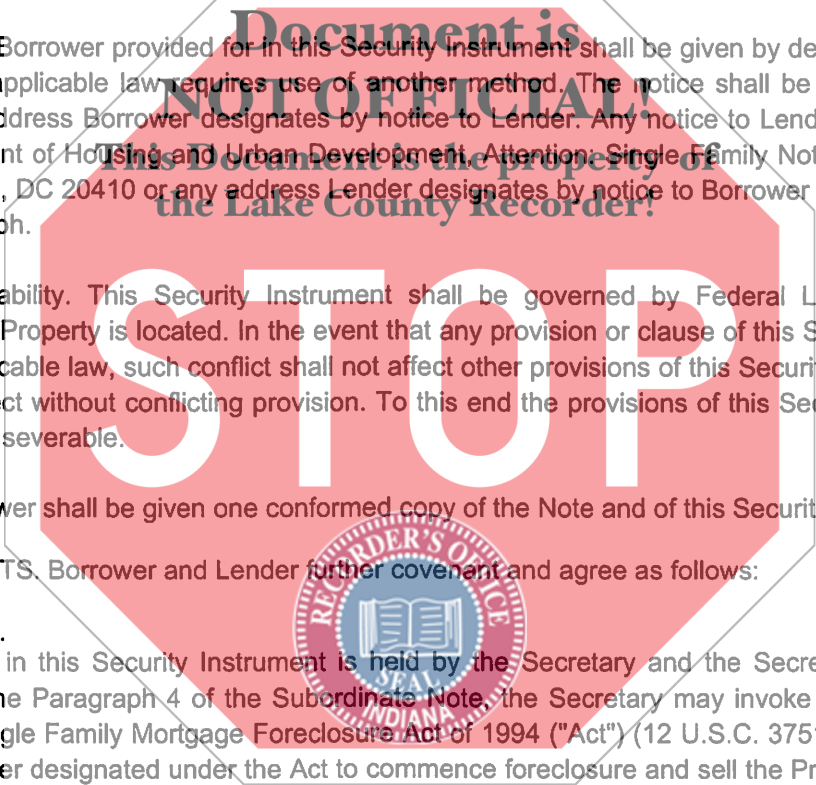 Document is
Borrower provided for in this Security Instrument shall be given by de
applicable law requires use of another method. The notice shall be
NOT OFFICIAL!
ddress Borrower designates by notice to Lender. Any notice to Lend
nt of Housing and Urban Development, Attention: Single Family Not
This Document is the property of
, DC 20410 or any address Lender designates by notice to Borrower
the Lake County Recorder!
ph.
ability. This Security Instrument shall be governed by Federal L
Property is located. In the event that any provision or clause of this S
cable law, such conflict shall not affect other provisions of this Securi
ct without conflicting provision. To this end the provisions of this Sec
severable.
STOP
wer shall be given one conformed copy of the Note and of this Securit
TS. Borrower and Lender further covenant and agree as follows:
.
in this Security Instrument is held by the Secretary and the Secre
ne Paragraph 4 of the Subordinate Note, the Secretary may invoke
gle Family Mortgage Foreclosure Act of 1994 ("Act") (12 U.S.C. 375
er designated under the Act to commence foreclosure and sell the Pr
RECORDER'S OFFICE
SEAL
INDIANA